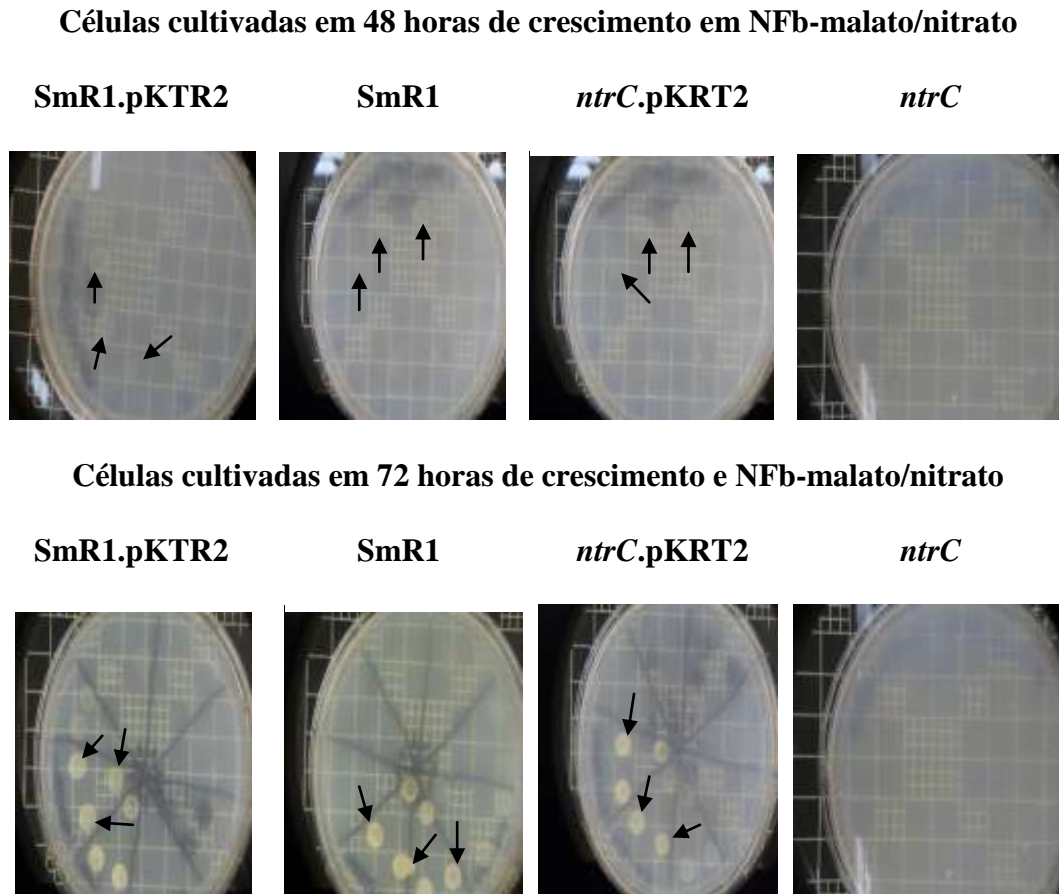 Células cultivadas em 48 horas de crescimento em NFb-malato/nitrato
SmR1.pKTR2 SmR1 ntrC.pKRT2 ntrC
Células cultivadas em 72 horas de crescimento e NFb-malato/nitrato
SmR1.pKTR2 SmR1 ntrC.pKRT2 ntrC